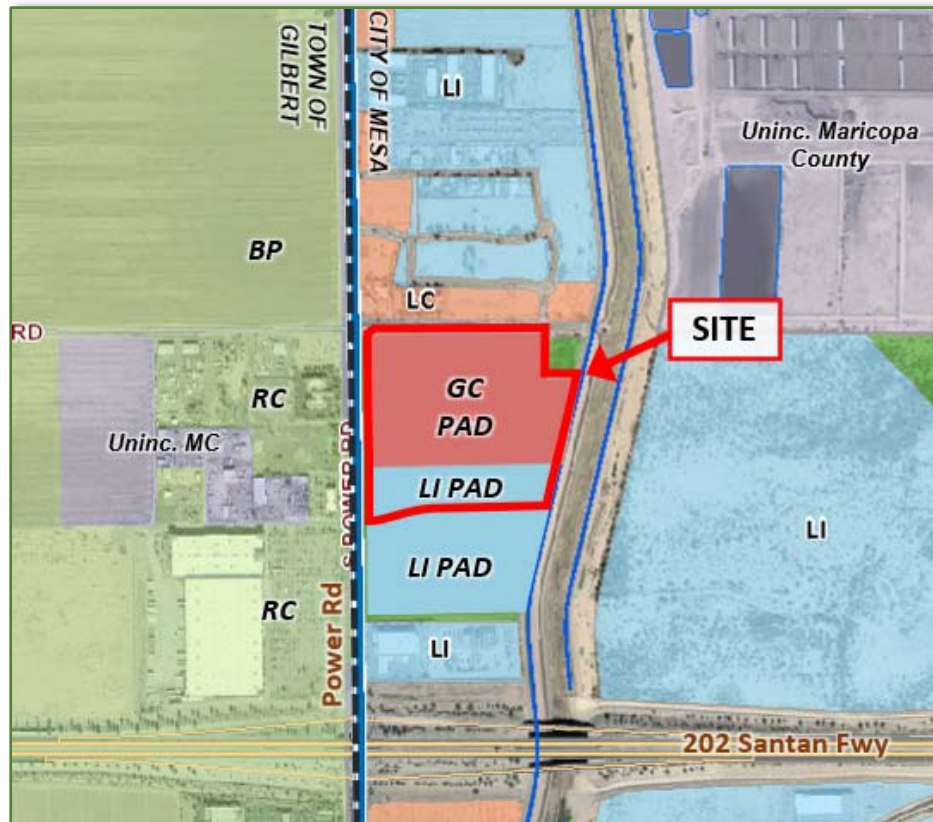 TOWN OF
GILBERT
CITY OF MESA
LI
Uninc. Maricopa
County
BP
LC
RD
SITE
GC
PAD
RC
Uninc. MC
S POWER RD
LI PAD
LI PAD
LI
RC
LI
Power Rd
202 Santan Fwy